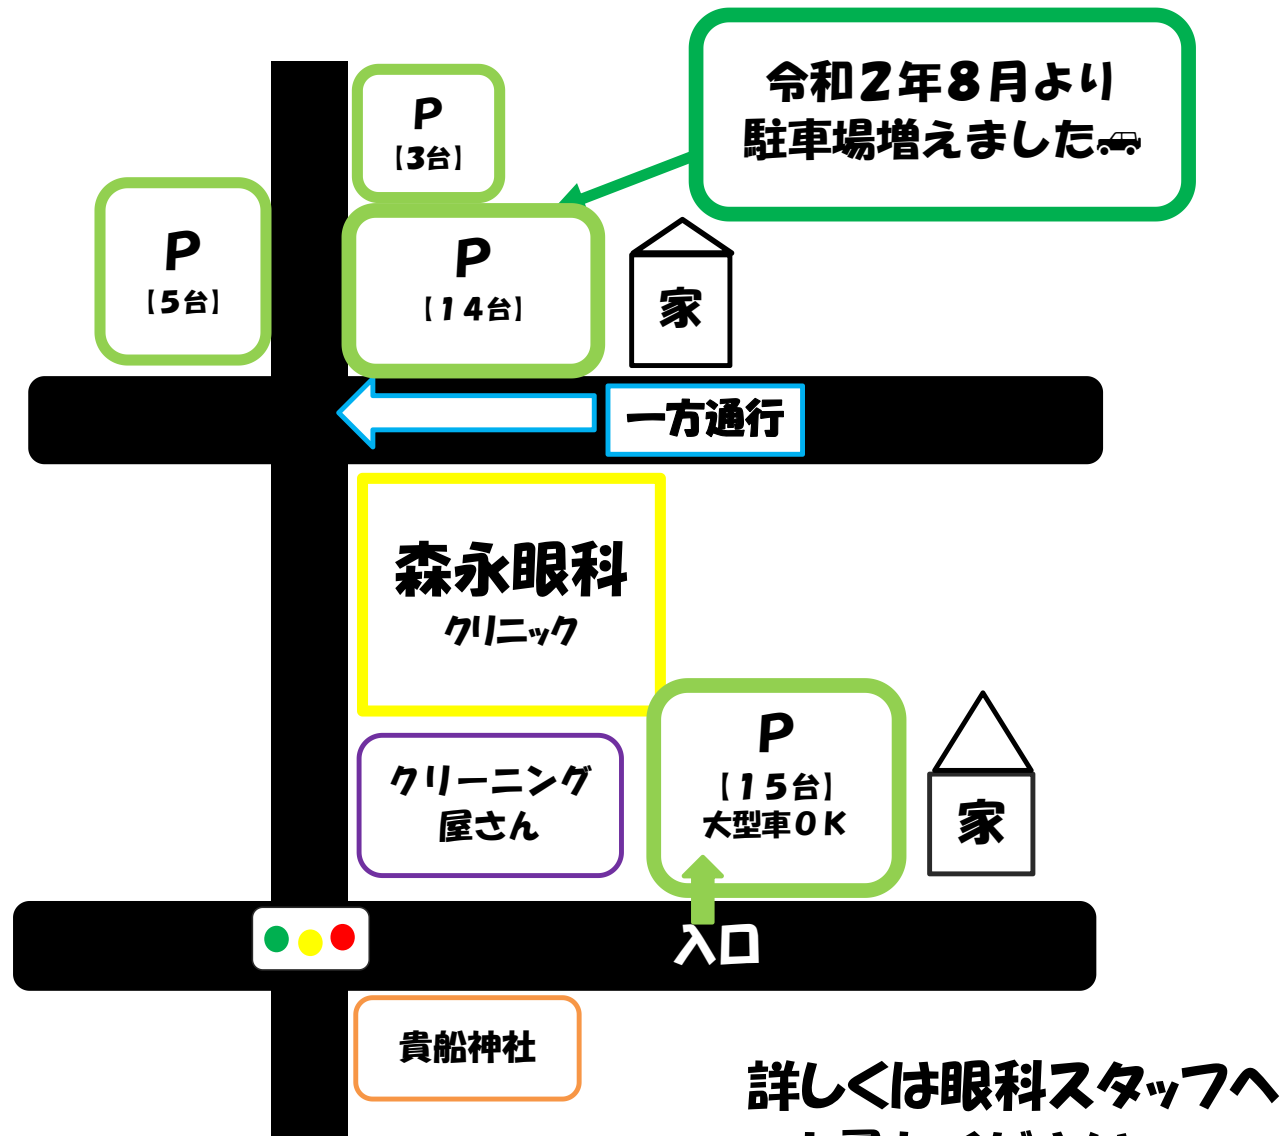 令和２年８月より
駐車場増えました
P
【3台】
P
【5台】
P
【１４台】
家
一方通行
森永眼科
クリニック
P
【１５台】
大型車ＯＫ
クリーニング
屋さん
家
入口
貴船神社
詳しくは眼科スタッフへ